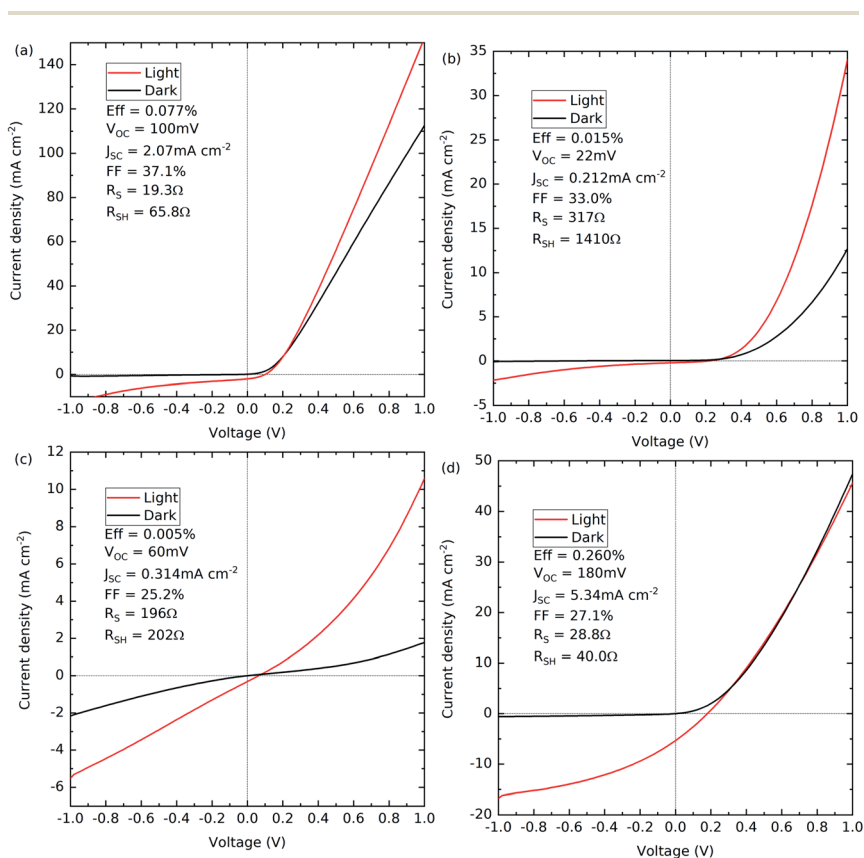 (a)
Light
Dark
Eff = 0.077%
V_OC = 100mV
J_SC = 2.07mA cm⁻²
FF = 37.1%
R_S = 19.3Ω
R_SH = 65.8Ω
Current density (mA cm⁻²)
140
120
100
80
60
40
20
0
-1.0 -0.8 -0.6 -0.4 -0.2 0.0 0.2 0.4 0.6 0.8 1.0
Voltage (V)
(b)
Light
Dark
Eff = 0.015%
V_OC = 22mV
J_SC = 0.212mA cm⁻²
FF = 33.0%
R_S = 317Ω
R_SH = 1410Ω
Current density (mA cm⁻²)
35
30
25
20
15
10
5
0
-5
-1.0 -0.8 -0.6 -0.4 -0.2 0.0 0.2 0.4 0.6 0.8 1.0
Voltage (V)
(c)
Light
Dark
Eff = 0.005%
V_OC = 60mV
J_SC = 0.314mA cm⁻²
FF = 25.2%
R_S = 196Ω
R_SH = 202Ω
Current density (mA cm⁻²)
12
10
8
6
4
2
0
-2
-4
-6
-1.0 -0.8 -0.6 -0.4 -0.2 0.0 0.2 0.4 0.6 0.8 1.0
Voltage (V)
(d)
Light
Dark
Eff = 0.260%
V_OC = 180mV
J_SC = 5.34mA cm⁻²
FF = 27.1%
R_S = 28.8Ω
R_SH = 40.0Ω
Current density (mA cm⁻²)
50
40
30
20
10
0
-10
-20
-1.0 -0.8 -0.6 -0.4 -0.2 0.0 0.2 0.4 0.6 0.8 1.0
Voltage (V)